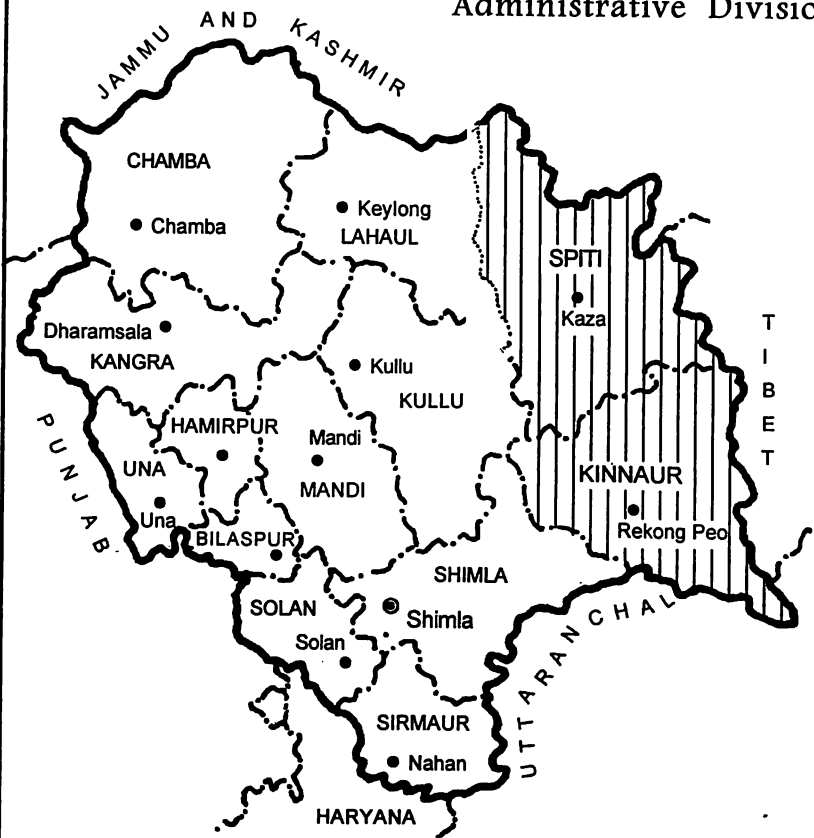 Administrative Divisio
JAMMU AND KASHMIR
CHAMBA
Chamba
Keylong
LAHAUL
SPITI
Kaza
Dharamsala
KANGRA
Kullu
KULLU
TIBET
PUNJAB
HAMIRPUR
Mandi
MANDI
UNA
Una
KINNAUR
Rekong Peo
BILASPUR
SHIMLA
Shimla
SOLAN
Solan
UTTARANCHAL
SIRMAUR
Nahan
HARYANA